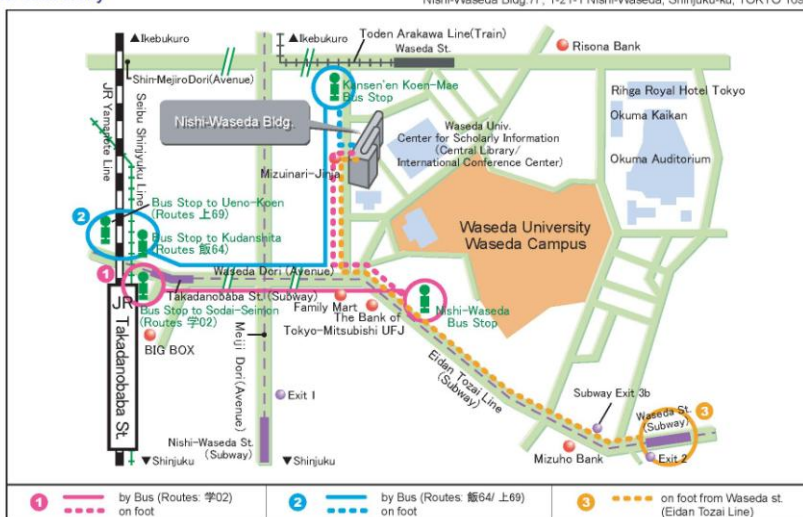 Nishi-Waseda Bldg.7F, 1-21-1 Nishi-Waseda, Shinjuku-ku, TOKYO 169
▲Ikebukuro
▲Ikebukuro
Toden Arakawa Line(Train)
Waseda St.
Risona Bank
Shin-MejiroDori(Avenue)
Kansen'en Koen-Mae
Bus Stop
Rihga Royal Hotel Tokyo
Okuma Kaikan
Okuma Auditorium
Nishi-Waseda Bldg.
Waseda Univ.
Center for Scholarly Information
(Central Library/
International Conference Center)
JR Yamanote Line
Seibu Shinjyuku Line
Mizuinari-Jinja
2
Bus Stop to Ueno-Koen
(Routes 上69)
Bus Stop to Kudanshita
(Routes 飯64)
Waseda University
Waseda Campus
1
Waseda Dori (Avenue)
Takadanobaba St. (Subway)
Bus Stop to Sodai-Seimon
(Routes 学02)
Family Mart
The Bank of
Tokyo-Mitsubishi UFJ
Nishi-Waseda
Bus Stop
JR Takadanobaba St.
BIG BOX
Meiji Dori(Avenue)
Exit 1
Eidan Tozai Line
(Subway)
Subway Exit 3b
Waseda St.
(Subway)
3
Nishi-Waseda St.
(Subway)
Mizuho Bank
Exit 2
▼Shinjuku
▼Shinjuku
1 by Bus (Routes: 学02)
on foot
2 by Bus (Routes: 飯64/ 上69)
on foot
3 on foot from Waseda st.
(Eidan Tozai Line)